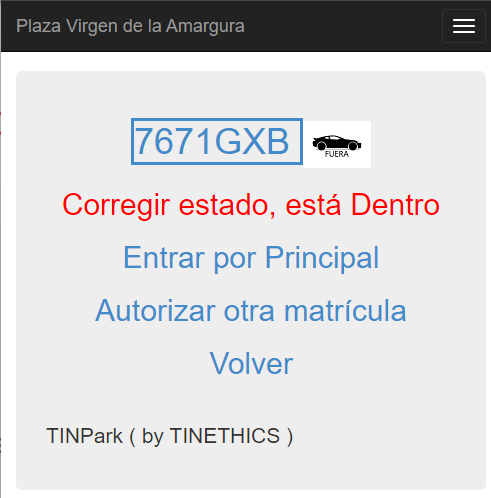 Plaza Virgen de la Amargura
7671GXB
FUERA
Corregir estado, está Dentro
Entrar por Principal
Autorizar otra matrícula
Volver
TINPark ( by TINETHICS )